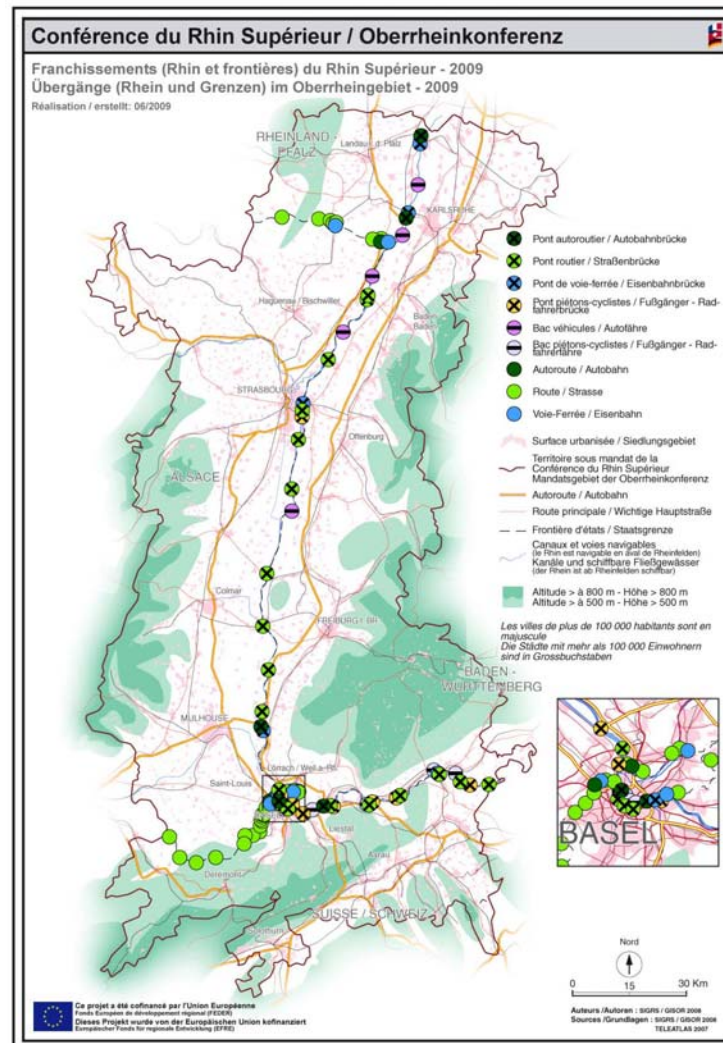 Conférence du Rhin Supérieur / Oberrheinkonferenz
Franchissements (Rhin et frontières) du Rhin Supérieur - 2009
Übergänge (Rhein und Grenzen) im Oberrheingebiet - 2009
Réalisation / erstellt: 06/2009
RHEINLAND -
PFALZ
Landau i. d. Pfalz
KARLSRUHE
Haguenau / Bischwiller
Baden
Baden
STRASBOURG
Offenburg
ALSACE
Colmar
FREIBURG I. BR.
BADEN -
WÜRTTEMBERG
MULHOUSE
Lörrach / Weil a. Rh.
Saint-Louis
Liestal
Aarau
Delémont
SUISSE / SCHWEIZ
Solothurn
Pont autoroutier / Autobahnbrücke
Pont routier / Straßenbrücke
Pont de voie-ferrée / Eisenbahnbrücke
Pont piétons-cyclistes / Fußgänger - Rad-
fahrerbrücke
Bac véhicules / Autofähre
Bac piétons-cyclistes / Fußgänger - Rad-
fahrerfähre
Autoroute / Autobahn
Route / Strasse
Voie-Ferrée / Eisenbahn
Surface urbanisée / Siedlungsgebiet
Territoire sous mandat de la
Conférence du Rhin Supérieur
Mandatsgebiet der Oberrheinkonferenz
Autoroute / Autobahn
Route principale / Wichtige Hauptstraße
Frontière d'états / Staatsgrenze
Canaux et voies navigables
(le Rhin est navigable en aval de Rheinfelden)
Kanäle und schiffbare Fließgewässer
(der Rhein ist ab Rheinfelden schiffbar)
Altitude > à 800 m - Höhe > 800 m
Altitude > à 500 m - Höhe > 500 m
Les villes de plus de 100 000 habitants sont en
majuscule
Die Städte mit mehr als 100 000 Einwohnern
sind in Grossbuchstaben
BASEL
Nord
0 15 30 Km
Auteurs /Autoren : SIGRS / GISOR 2008
Sources /Grundlagen : SIGRS / GISOR 2008
TELEATLAS 2007
Ce projet a été cofinancé par l'Union Européenne
Fonds Européen de développement régional (FEDER)
Dieses Projekt wurde von der Europäischen Union kofinanziert
Europäischer Fonds für regionale Entwicklung (EFRE)